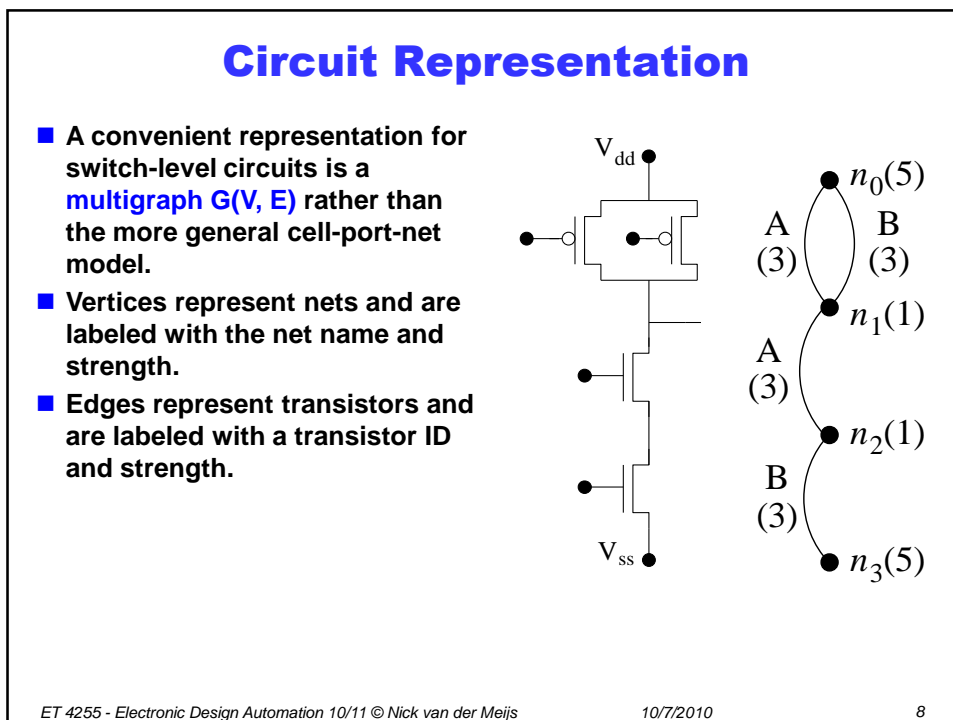 Circuit Representation
A convenient representation for
switch-level circuits is a
multigraph G(V, E) rather than
the more general cell-port-net
model.
Vertices represent nets and are
labeled with the net name and
strength.
Edges represent transistors and
are labeled with a transistor ID
and strength.
Vdd
Vss
n0(5)
A B
(3) (3)
n1(1)
A
(3)
n2(1)
B
(3)
n3(5)
ET 4255 - Electronic Design Automation 10/11 © Nick van der Meijs 10/7/2010 8